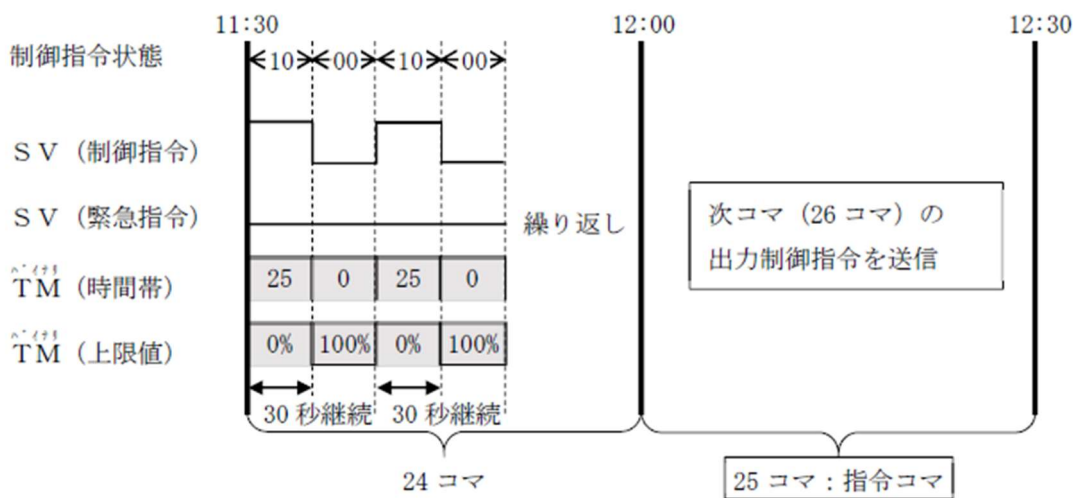 11:30 12:00 12:30
制御指令状態
10 00 10 00
SV（制御指令）
SV（緊急指令）
繰り返し
次コマ（26コマ）の
出力制御指令を送信
バイナリ
TM（時間帯）
25 0 25 0
バイナリ
TM（上限値）
0% 100% 0% 100%
30秒継続 30秒継続
24コマ
25コマ：指令コマ